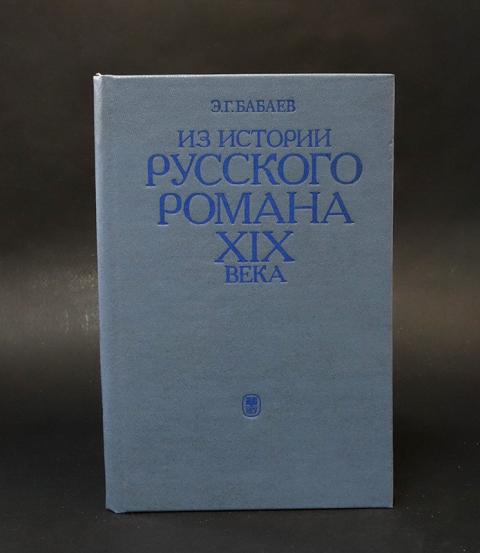 Э.Г.БАБАЕВ
ИЗ ИСТОРИИ
РУССКОГО
РОМАНА
XIX
ВЕКА